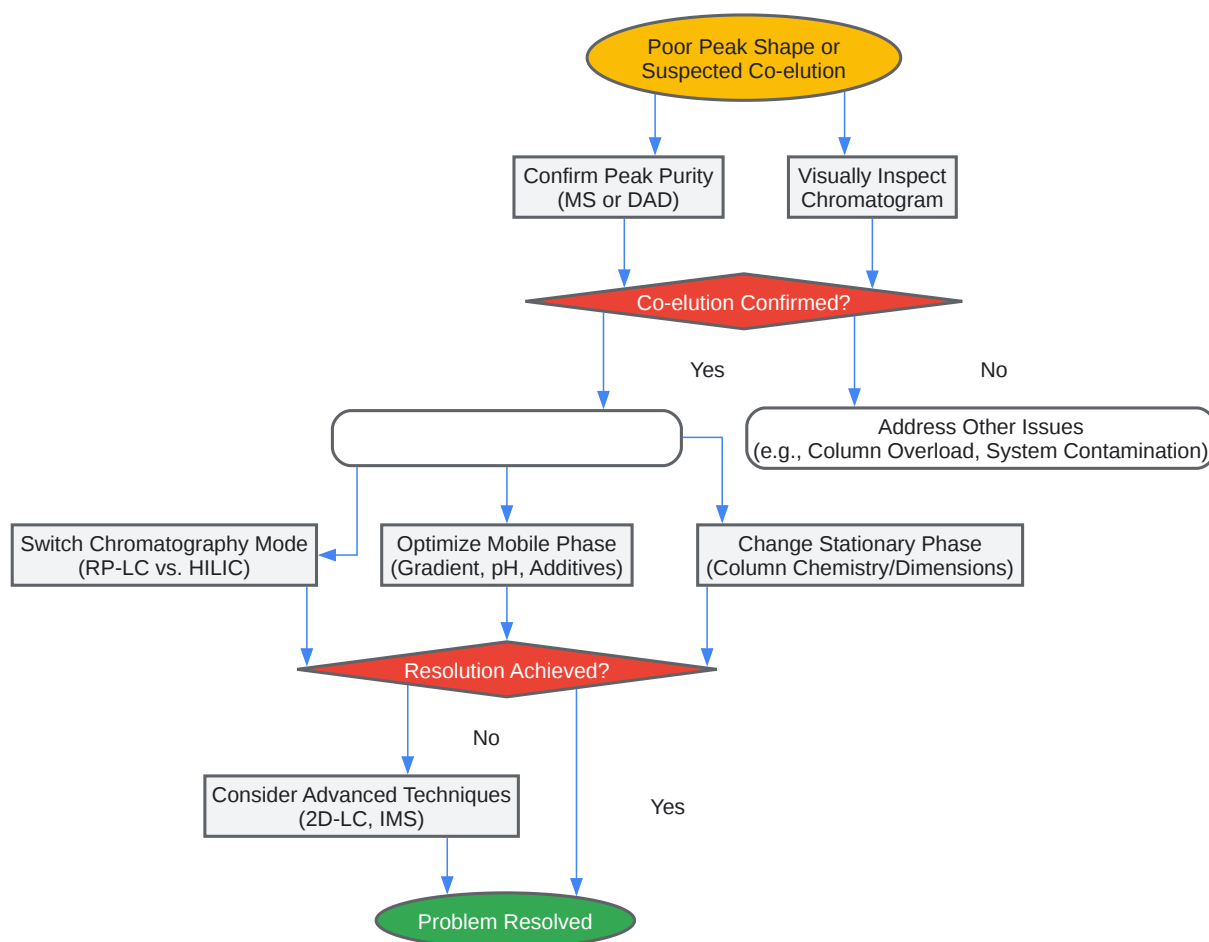 Poor Peak Shape or
Suspected Co-elution
Confirm Peak Purity
(MS or DAD)
Visually Inspect
Chromatogram
Co-elution Confirmed?
Yes
No
Address Other Issues
(e.g., Column Overload, System Contamination)
Switch Chromatography Mode
(RP-LC vs. HILIC)
Optimize Mobile Phase
(Gradient, pH, Additives)
Change Stationary Phase
(Column Chemistry/Dimensions)
Resolution Achieved?
No
Consider Advanced Techniques
(2D-LC, IMS)
Yes
Problem Resolved